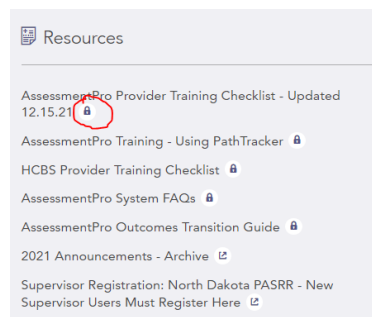 Resources
AssessmentPro Provider Training Checklist - Updated
12.15.21
AssessmentPro Training - Using PathTracker
HCBS Provider Training Checklist
AssessmentPro System FAQs
AssessmentPro Outcomes Transition Guide
2021 Announcements - Archive
Supervisor Registration: North Dakota PASRR - New
Supervisor Users Must Register Here